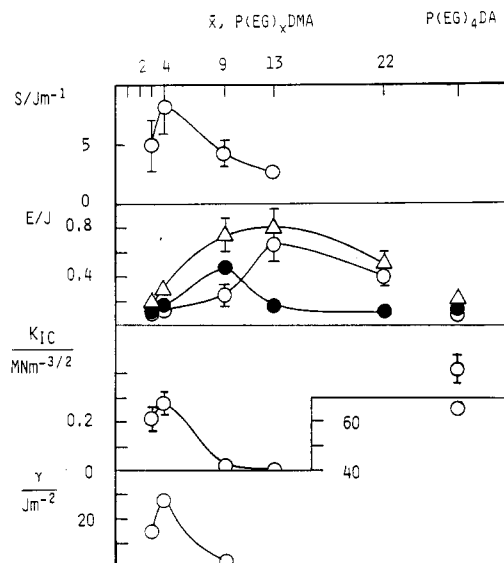 x̄, P(EG)ₓDMA P(EG)₄DA
2 4 9 13 22
S/Jm⁻¹
5
0
E/J
0.8
0.4
K_IC
MNm⁻³/²
0.2
0
60
40
γ
Jm⁻²
20